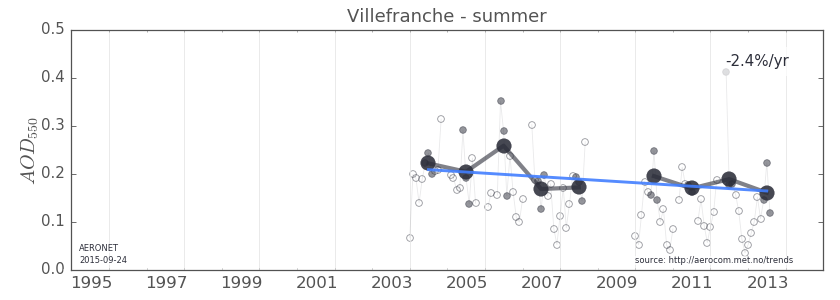 Villefranche - summer
0.5
0.4
0.3
0.2
0.1
0.0
AOD550
-2.4%/yr
AERONET
2015-09-24
source: http://aerocom.met.no/trends
1995 1997 1999 2001 2003 2005 2007 2009 2011 2013